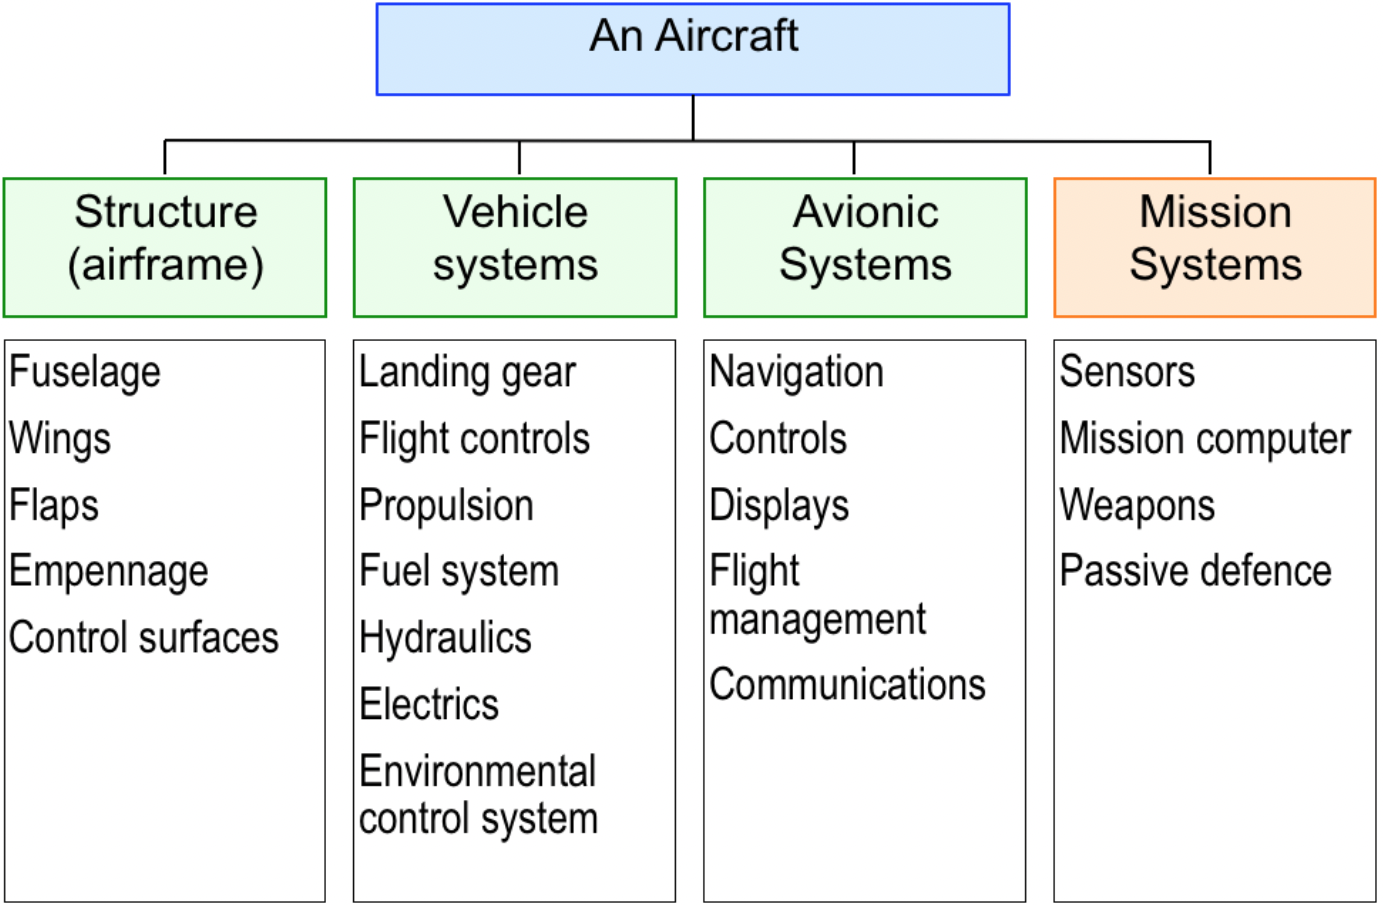 An Aircraft
Structure
(airframe)
Vehicle
systems
Avionic
Systems
Mission
Systems
Fuselage
Wings
Flaps
Empennage
Control surfaces
Landing gear
Flight controls
Propulsion
Fuel system
Hydraulics
Electrics
Environmental
control system
Navigation
Controls
Displays
Flight
management
Communications
Sensors
Mission computer
Weapons
Passive defence